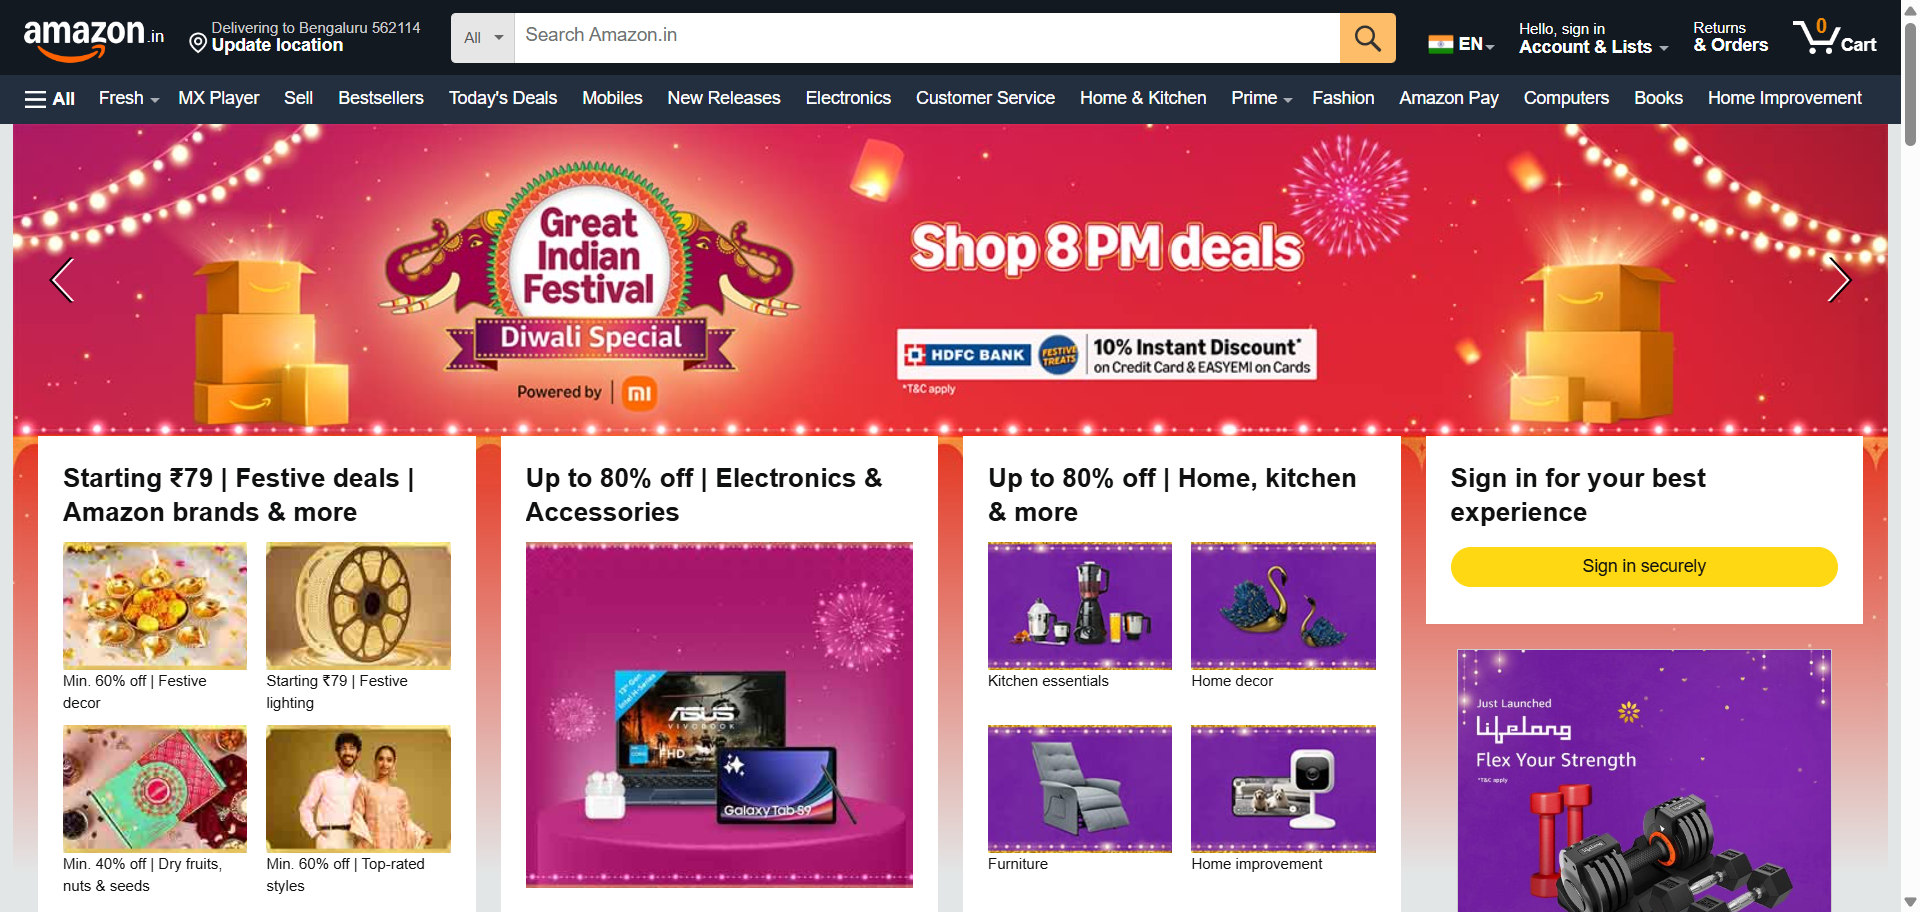 amazon.in
Delivering to Bengaluru 562114
Update location
All
Search Amazon.in
EN
Hello, sign in
Account & Lists
Returns
& Orders
0
Cart
All
Fresh
MX Player
Sell
Bestsellers
Today's Deals
Mobiles
New Releases
Electronics
Customer Service
Home & Kitchen
Prime
Fashion
Amazon Pay
Computers
Books
Home Improvement
Great
Indian
Festival
Diwali Special
Powered by
mi
Shop 8PM deals
HDFC BANK
FESTIVE
TREATS
10% Instant Discount*
on Credit Card & EASYEMI on Cards
*T&C apply
Starting ₹79 | Festive deals |
Amazon brands & more
Min. 60% off | Festive
decor
Starting ₹79 | Festive
lighting
Min. 40% off | Dry fruits,
nuts & seeds
Min. 60% off | Top-rated
styles
Up to 80% off | Electronics &
Accessories
13th Gen
Intel H-Series
ASUS
VIVOBOOK
FHD
Galaxy Tab S9
Up to 80% off | Home, kitchen
& more
Kitchen essentials
Home decor
Furniture
Home improvement
Sign in for your best
experience
Sign in securely
Just Launched
Lifelong
Flex Your Strength
*T&C apply